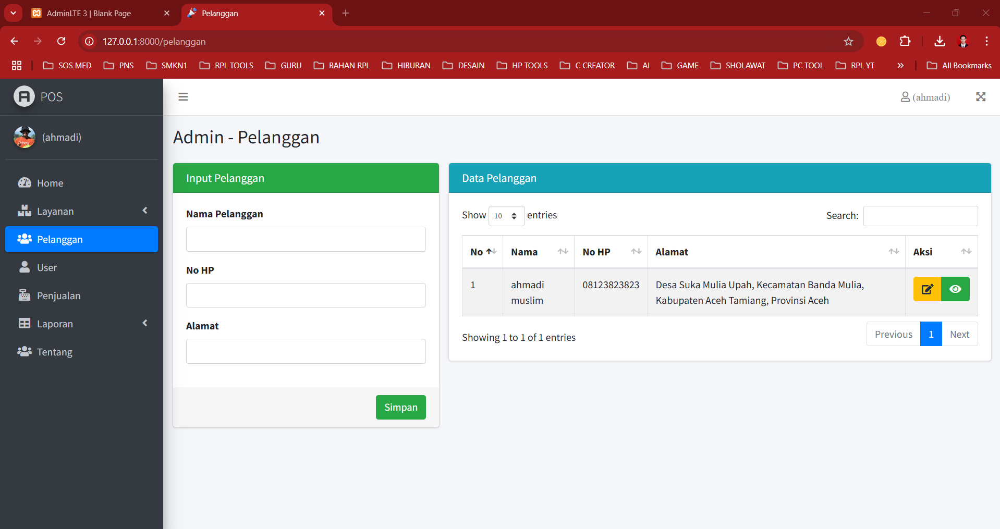 AdminLTE 3 | Blank Page
Pelanggan
127.0.0.1:8000/pelanggan
SOS MED PNS SMKN1 RPL TOOLS GURU BAHAN RPL HIBURAN DESAIN HP TOOLS C CREATOR AI GAME SHOLAWAT PC TOOL RPL YT All Bookmarks
POS
(ahmadi)
(ahmadi)
Home
Layanan
Pelanggan
User
Penjualan
Laporan
Tentang
Admin - Pelanggan
Input Pelanggan
Nama Pelanggan
No HP
Alamat
Simpan
Data Pelanggan
Show 10 entries
Search:
No Nama No HP Alamat Aksi
1 ahmadi 08123823823 Desa Suka Mulia Upah, Kecamatan Banda Mulia,
muslim Kabupaten Aceh Tamiang, Provinsi Aceh
Showing 1 to 1 of 1 entries
Previous 1 Next